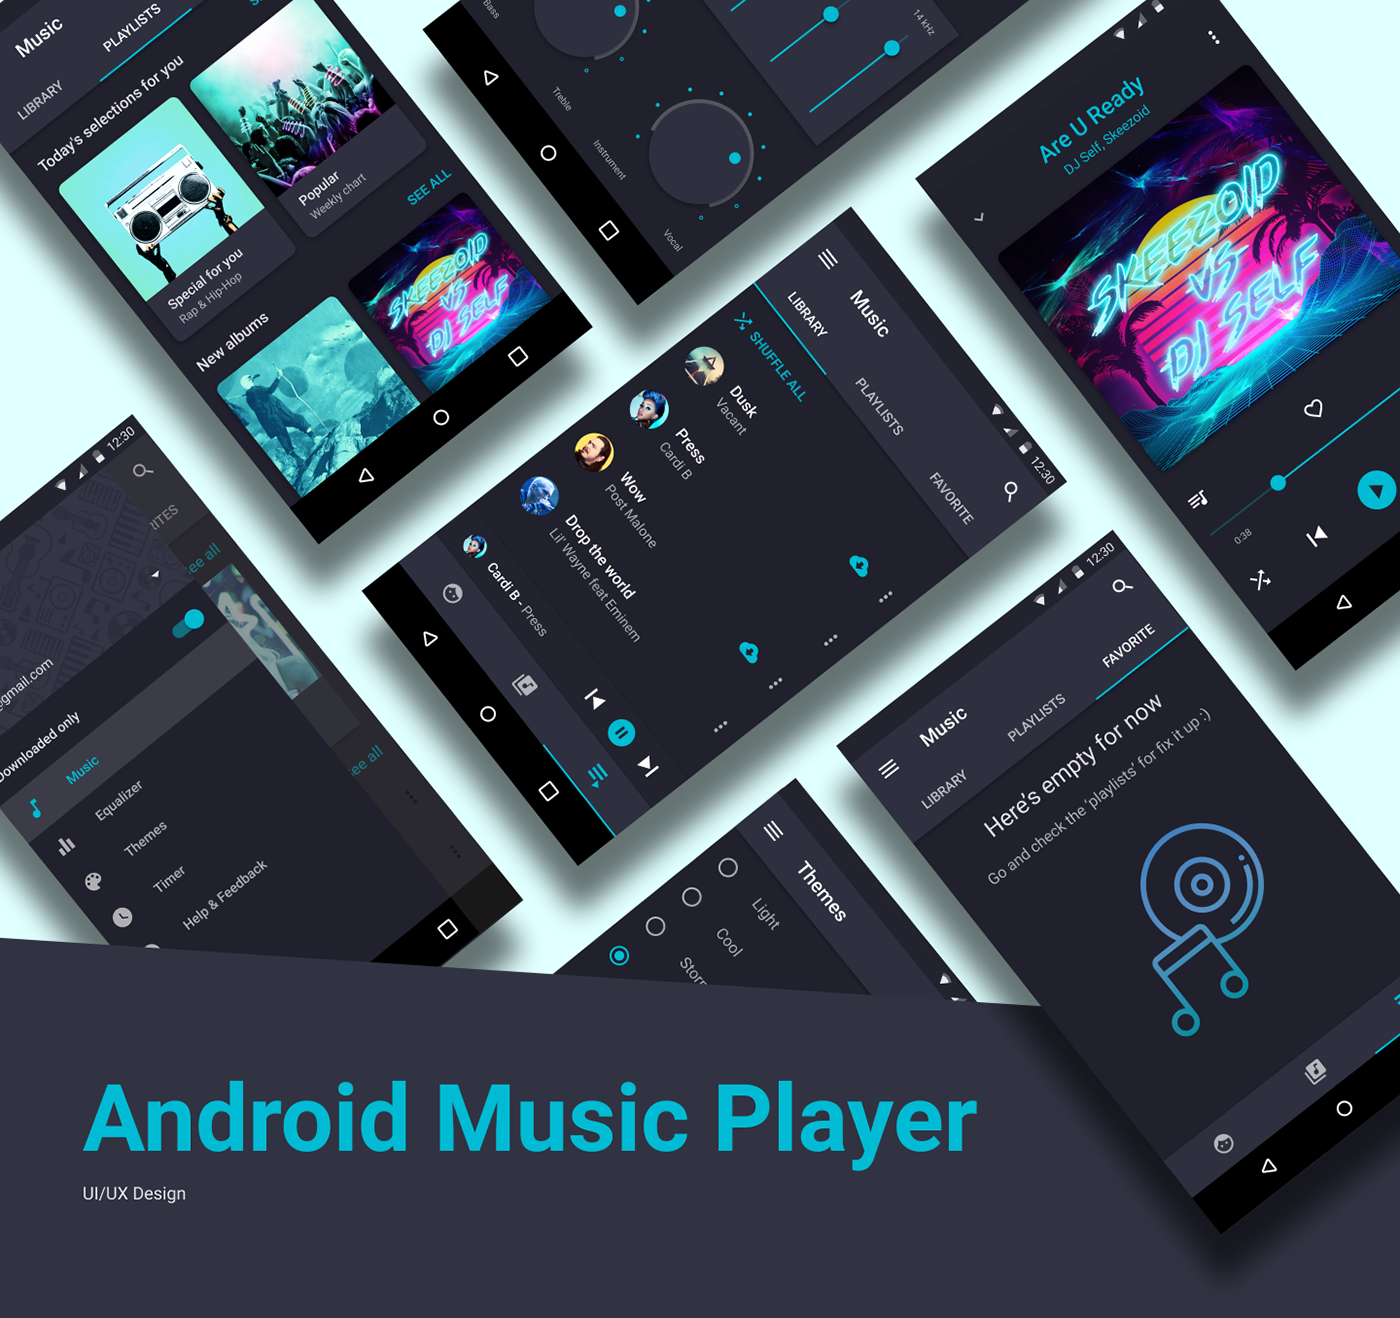 Music
LIBRARY
PLAYLISTS
Today's selections for you
Special for you
Rap & Hip-Hop
Popular
Weekly chart
SEE ALL
New albums
SKEEZOID
VS
DJ SELF
Bass
Treble
Instrument
Vocal
14 kHz
Are U Ready
DJ Self, Skeezoid
SKEEZOID
VS
DJ SELF
0:38
12:30
Music
LIBRARY
PLAYLISTS
FAVORITE
SHUFFLE ALL
Dusk
Vacant
Press
Cardi B
Wow
Post Malone
Drop the world
Lil' Wayne feat Eminem
Cardi B - Press
12:30
RITES
ee all
ee all
@gmail.com
Downloaded only
Music
Equalizer
Themes
Timer
Help & Feedback
Themes
Light
Cool
Storm
12:30
Music
LIBRARY
PLAYLISTS
FAVORITE
Here's empty for now
Go and check the 'playlists' for fix it up :)
Android Music Player
UI/UX Design